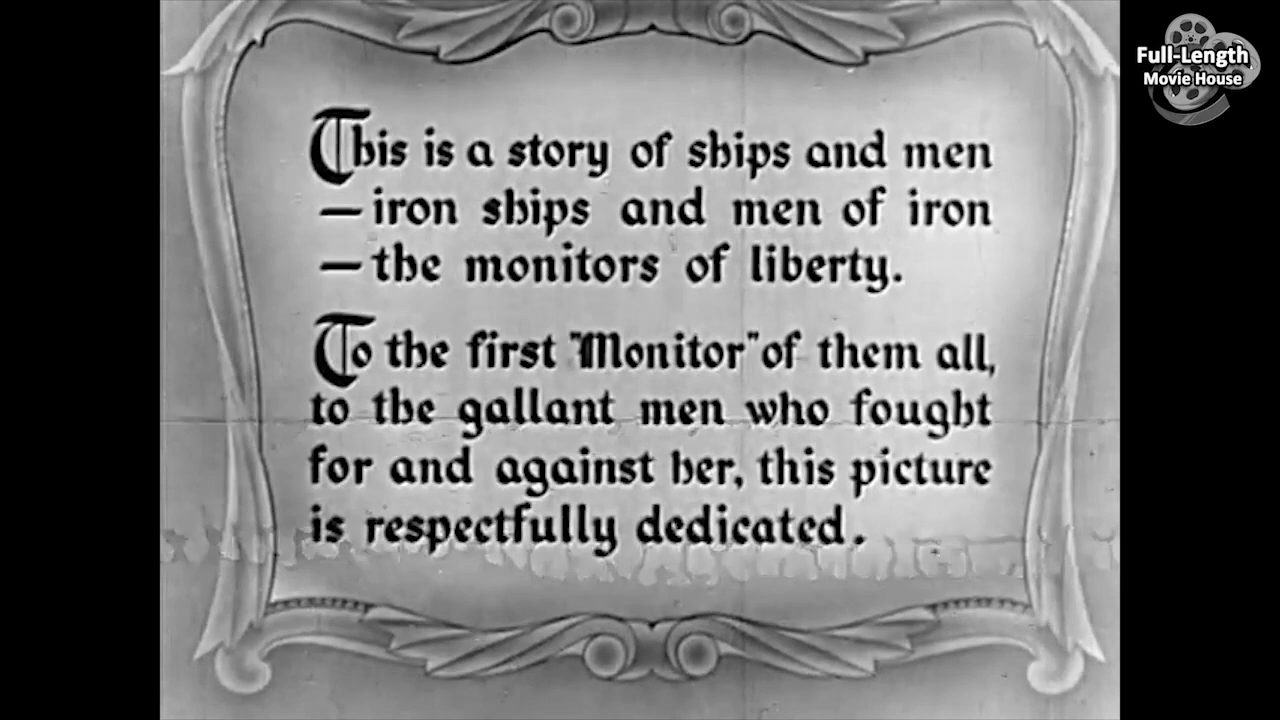 This is a story of ships and men
—iron ships and men of iron
—the monitors of liberty.
To the first "Monitor" of them all,
to the gallant men who fought
for and against her, this picture
is respectfully dedicated.
Full-Length
Movie House